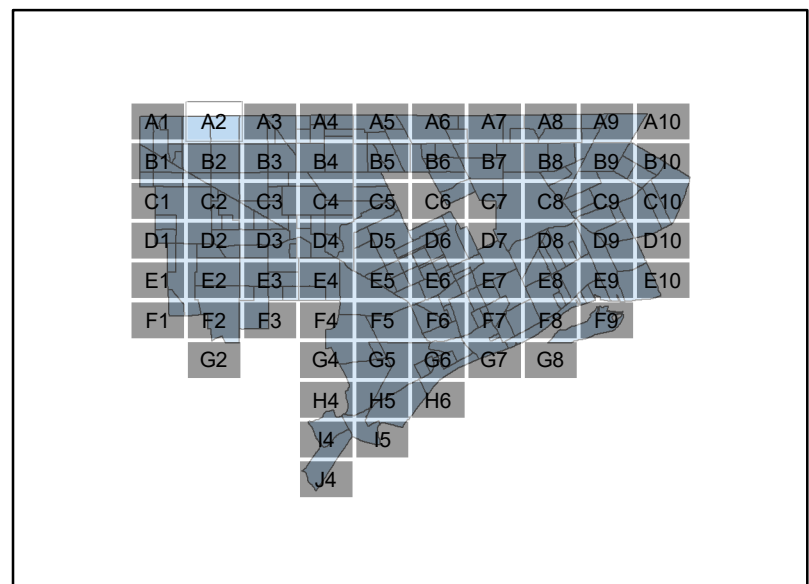 A1 A2 A3 A4 A5 A6 A7 A8 A9 A10
B1 B2 B3 B4 B5 B6 B7 B8 B9 B10
C1 C2 C3 C4 C5 C6 C7 C8 C9 C10
D1 D2 D3 D4 D5 D6 D7 D8 D9 D10
E1 E2 E3 E4 E5 E6 E7 E8 E9 E10
F1 F2 F3 F4 F5 F6 F7 F8 F9
G2 G4 G5 G6 G7 G8
H4 H5 H6
I4 I5
J4